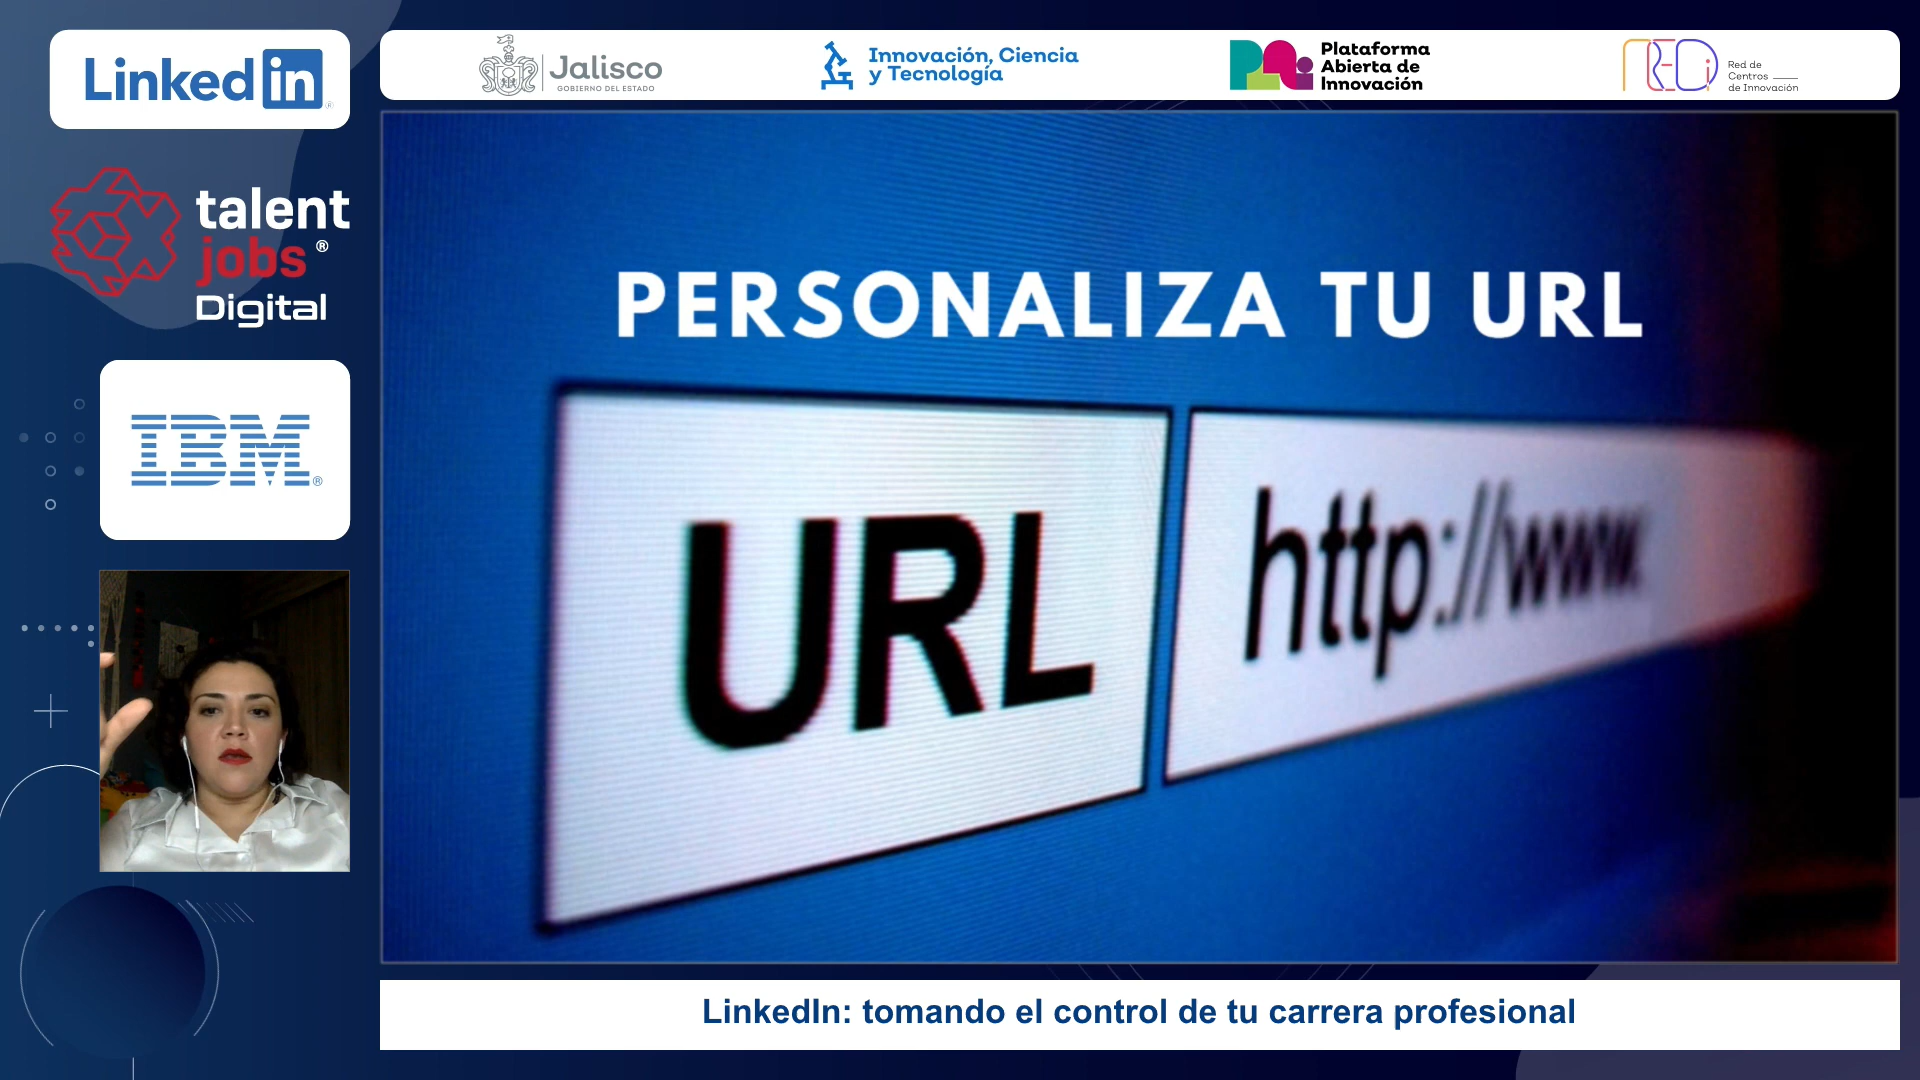 Linked in
®
Jalisco
GOBIERNO DEL ESTADO
Innovación, Ciencia
y Tecnología
Plataforma
Abierta de
Innovación
REDi
Red de
Centros
de Innovación
talent
jobs ®
Digital
IBM®
PERSONALIZA TU URL
URL
http://www.
LinkedIn: tomando el control de tu carrera profesional